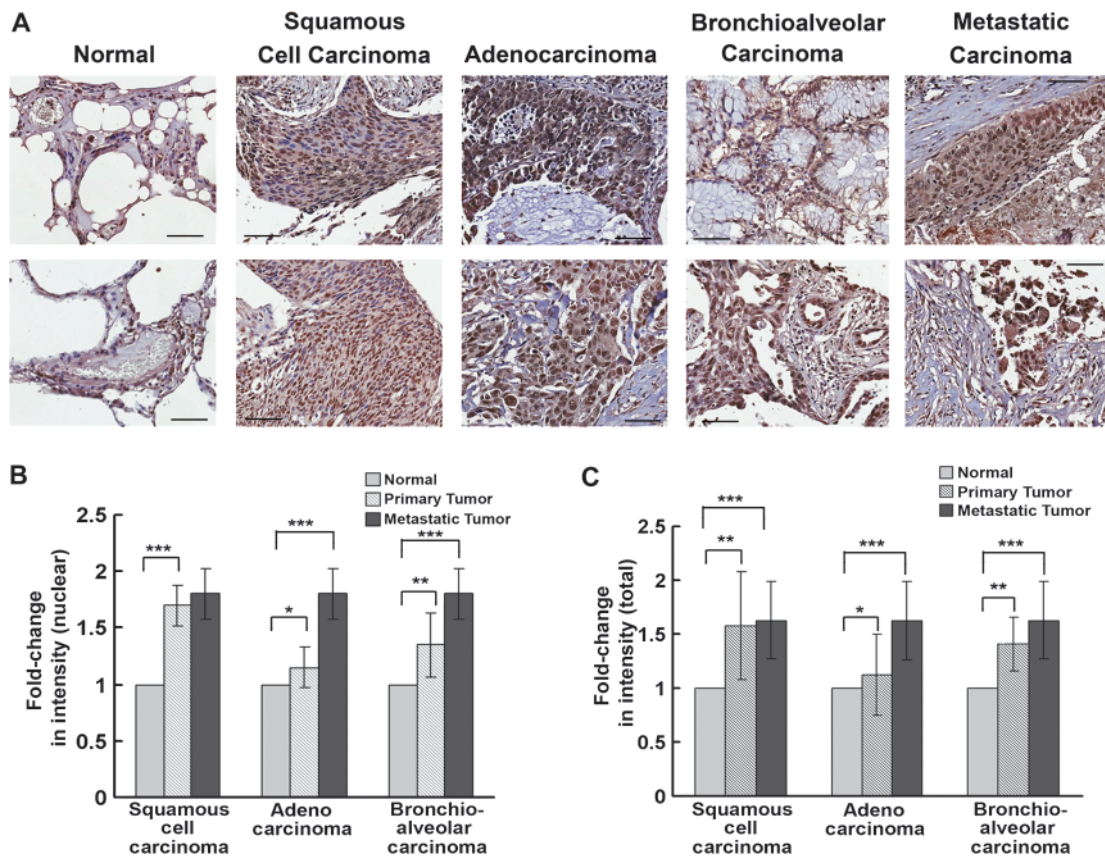 A
Normal
Squamous
Cell Carcinoma
Adenocarcinoma
Bronchioalveolar
Carcinoma
Metastatic
Carcinoma
B
Normal
Primary Tumor
Metastatic Tumor
Fold-change
in intensity (nuclear)
2.5
2
1.5
1
0.5
0
***
*
***
**
***
Squamous
cell
carcinoma
Adeno
carcinoma
Bronchio-
alveolar
carcinoma
C
Normal
Primary Tumor
Metastatic Tumor
Fold-change
in intensity (total)
2.5
2
1.5
1
0.5
0
***
**
***
*
***
**
Squamous
cell
carcinoma
Adeno
carcinoma
Bronchio-
alveolar
carcinoma